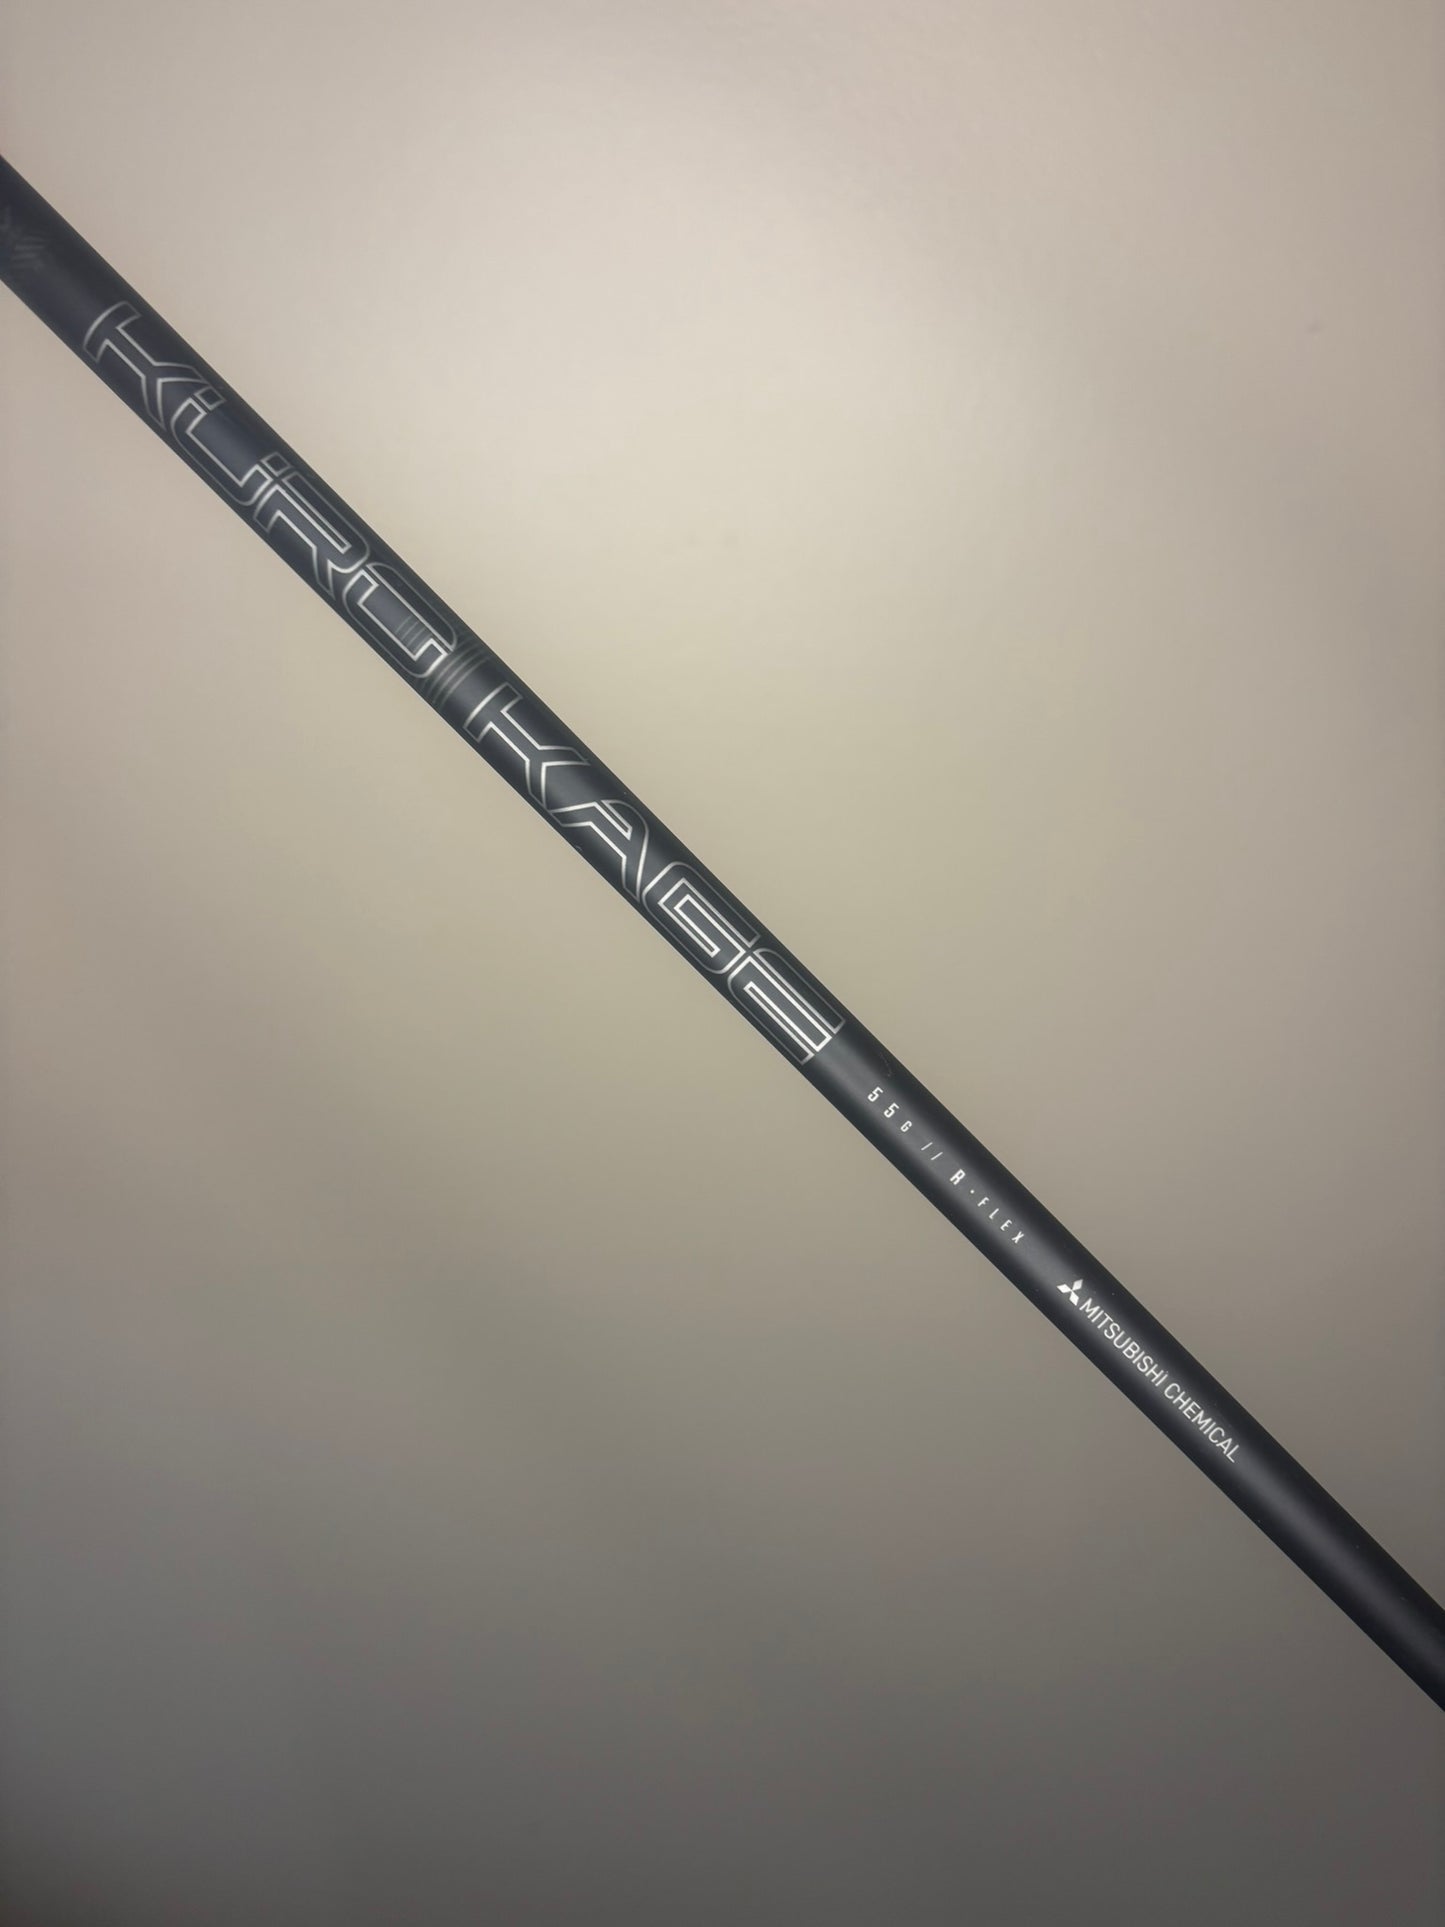 KURO KAGE
55G // R-FLEX
MITSUBISHI CHEMICAL